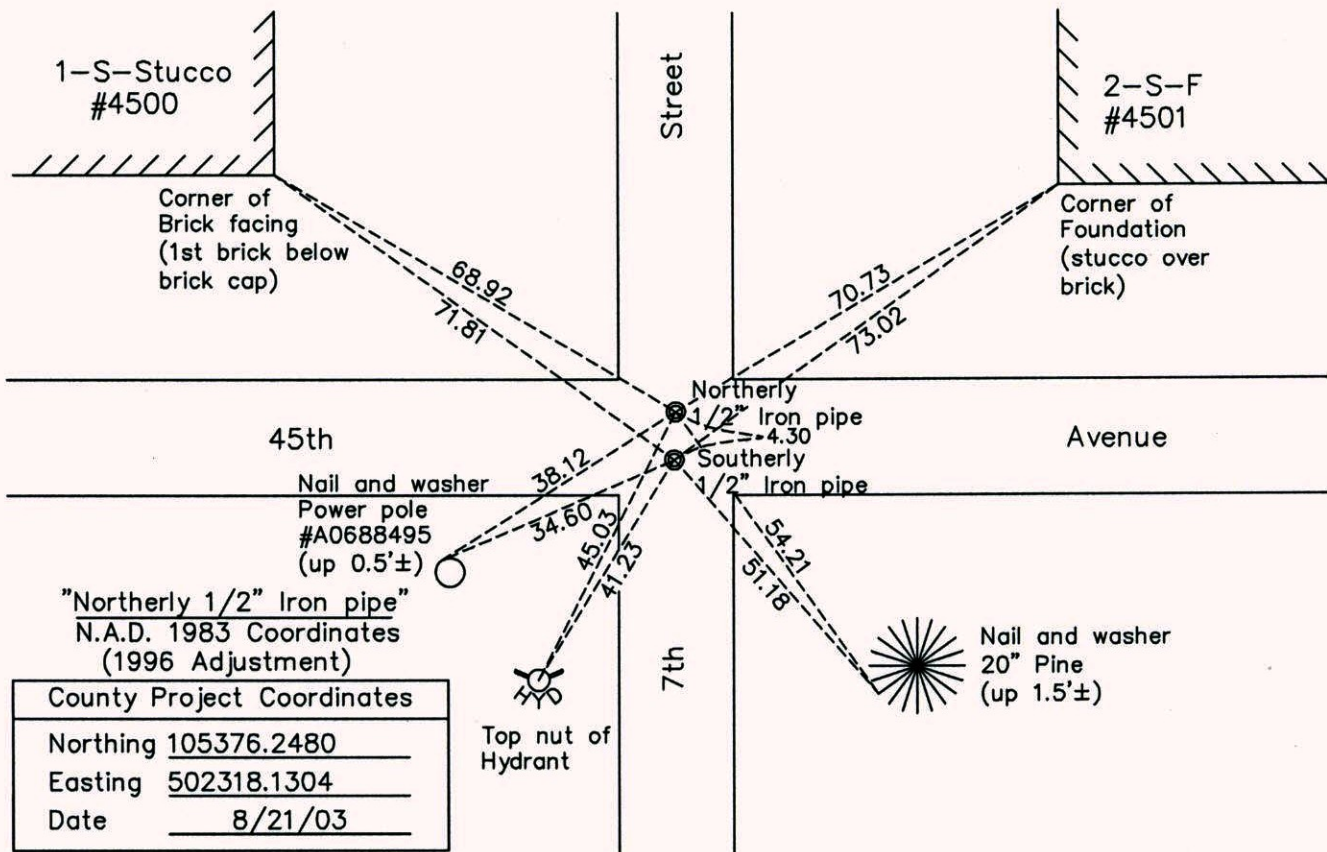 1-S-Stucco
#4500
Street
2-S-F
#4501
Corner of
Brick facing
(1st brick below
brick cap)
Corner of
Foundation
(stucco over
brick)
68.92
71.81
70.73
73.02
Northerly
1/2" Iron pipe
4.30
45th
Avenue
Southerly
1/2" Iron pipe
38.12
34.60
Nail and washer
Power pole
#A0688495
(up 0.5'±)
45.03
41.23
54.21
51.18
"Northerly 1/2" Iron pipe"
N.A.D. 1983 Coordinates
(1996 Adjustment)
County Project Coordinates
Northing 105376.2480
Easting 502318.1304
Date 8/21/03
HYD
Top nut of
Hydrant
7th
Nail and washer
20" Pine
(up 1.5'±)